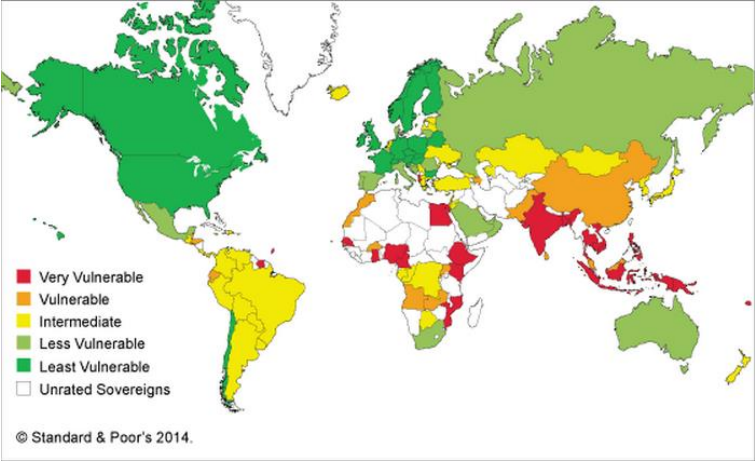 Very Vulnerable
Vulnerable
Intermediate
Less Vulnerable
Least Vulnerable
Unrated Sovereigns
© Standard & Poor's 2014.